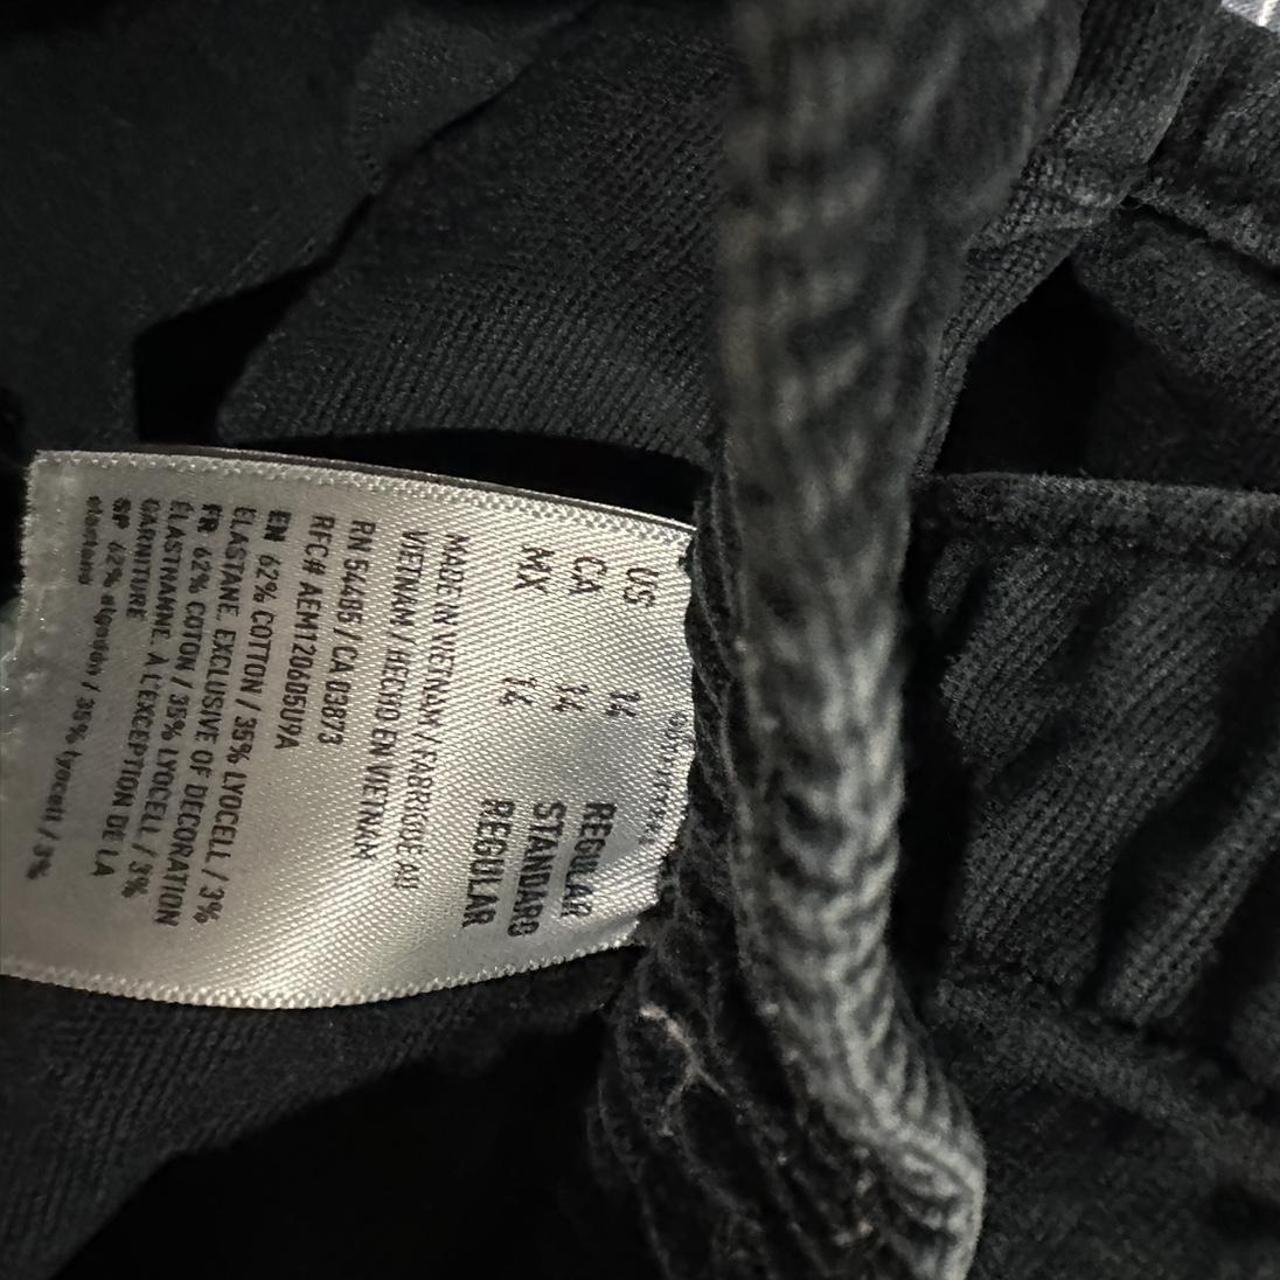 US 14 REGULAR
CA 14 STANDARD
MX 14 REGULAR
MADE IN VIETNAM / FABRIQUÉ AU
VIETNAM / HECHO EN VIETNAM
RN 54485 / CA 03873
RFC# AEM120605U9A
EN 62% COTTON / 35% LYOCELL / 3%
ELASTANE. EXCLUSIVE OF DECORATION
FR 62% COTON / 35% LYOCELL / 3%
ÉLASTHANNE. À L'EXCEPTION DE LA
GARNITURE
SP 62% algodón / 35% lyocell / 3%
elastano